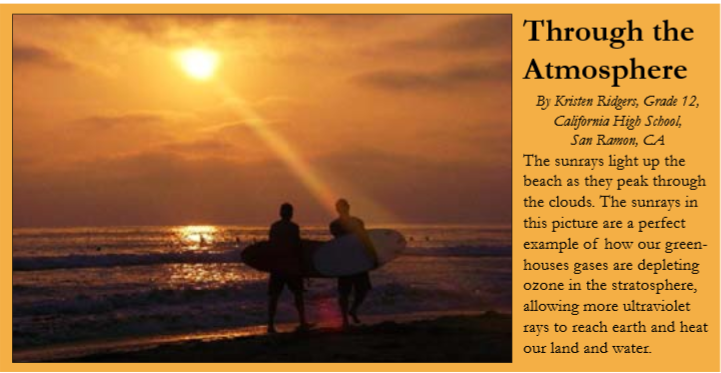 Through the
Atmosphere
By Kristen Ridgers, Grade 12,
California High School,
San Ramon, CA
The sunrays light up the
beach as they peak through
the clouds. The sunrays in
this picture are a perfect
example of how our green-
houses gases are depleting
ozone in the stratosphere,
allowing more ultraviolet
rays to reach earth and heat
our land and water.